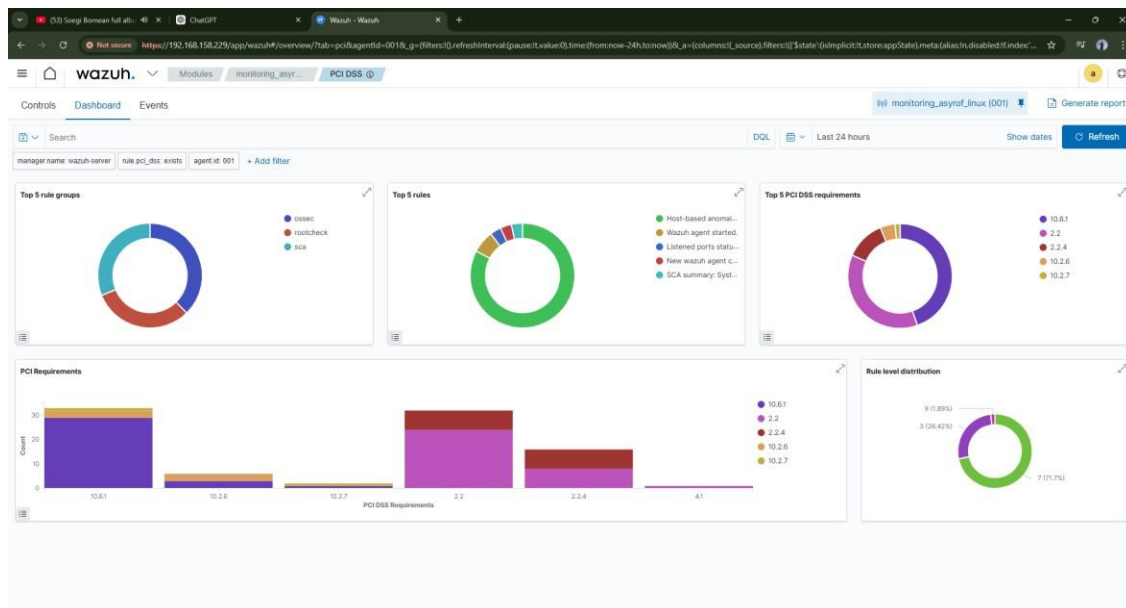 (53) Soegi Bornean full alb
ChatGPT
Wazuh - Wazuh
Not secure https://192.168.158.229/app/wazuh#/overview/?tab=pci&agentId=001&_g=(filters:!(),refreshInterval:(pause:!t,value:0),time:(from:now-24h,to:now))&_a=(columns:!(_source),filters:!(('$state':(isImplicit:!t,store:appState),meta:(alias:!n,disabled:!f,index:'...
wazuh. Modules monitoring_asyr... PCI DSS a
Controls Dashboard Events monitoring_asyrof_linux (001) Generate report
Search DQL Last 24 hours Show dates Refresh
manager.name: wazuh-server rule.pci_dss: exists agent.id: 001 + Add filter
Top 5 rule groups
ossec
rootcheck
sca
Top 5 rules
Host-based anomal...
Wazuh agent started.
Listened ports statu...
New wazuh agent c...
SCA summary: Syst...
Top 5 PCI DSS requirements
10.6.1
2.2
2.2.4
10.2.6
10.2.7
PCI Requirements
Count
30
20
10
0
10.6.1 10.2.6 10.2.7 2.2 2.2.4 4.1
PCI DSS Requirements
10.6.1
2.2
2.2.4
10.2.6
10.2.7
Rule level distribution
9 (1.89%)
3 (26.42%)
7 (71.7%)